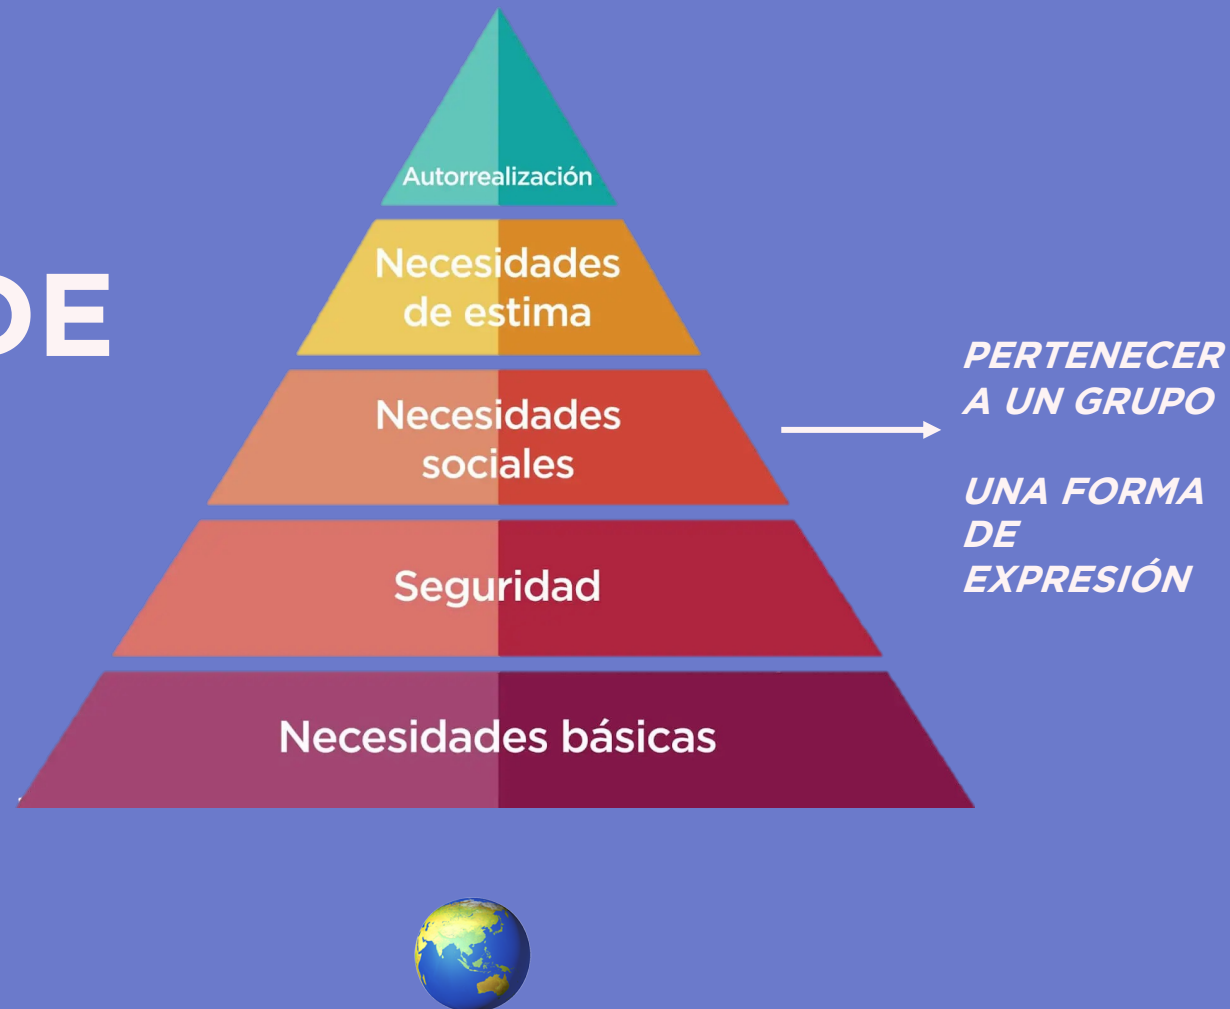 Autorrealización
Necesidades
de estima
DE
Necesidades
sociales
PERTENECER
A UN GRUPO
UNA FORMA
DE
EXPRESIÓN
Seguridad
Necesidades básicas